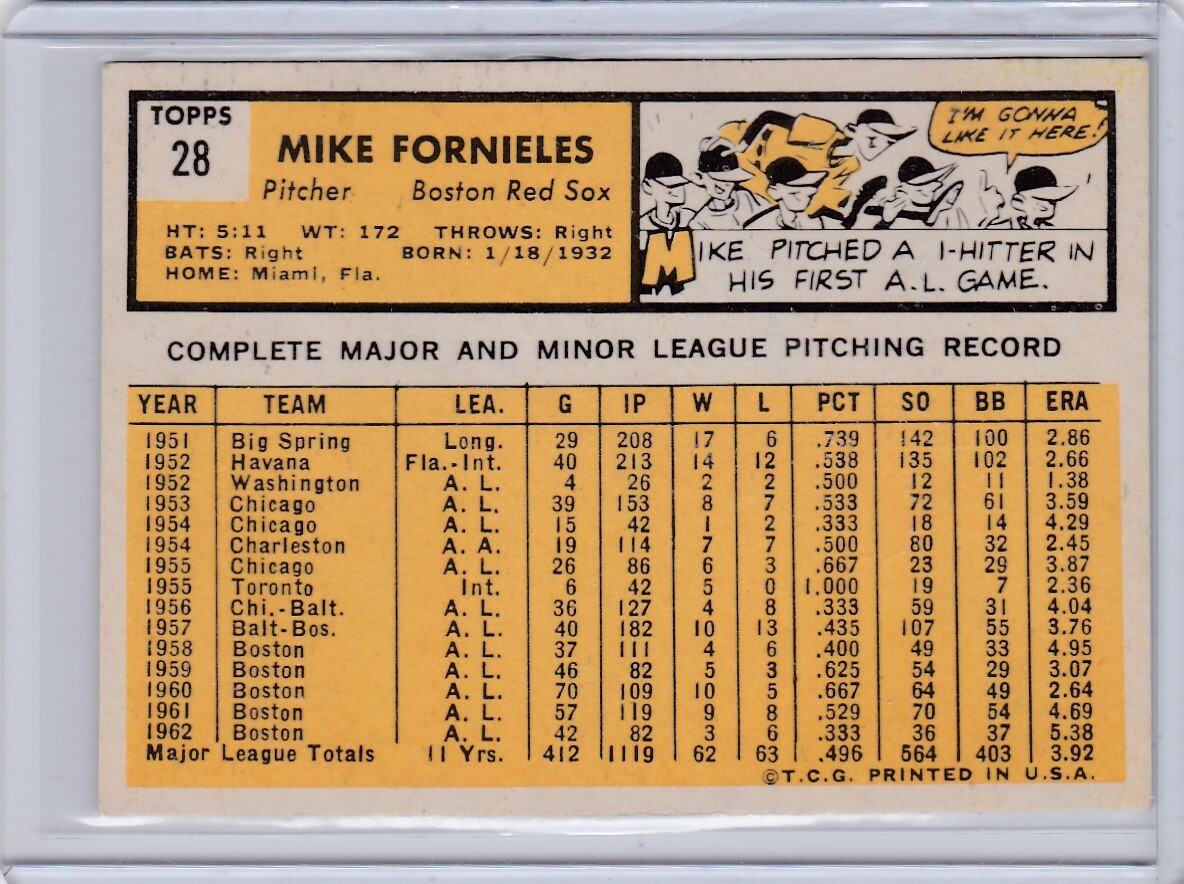 TOPPS
28
MIKE FORNIELES
Pitcher Boston Red Sox
HT: 5:11 WT: 172 THROWS: Right
BATS: Right BORN: 1/18/1932
HOME: Miami, Fla.
I'M GONNA
LIKE IT HERE!
MIKE PITCHED A 1-HITTER IN
HIS FIRST A.L. GAME.
COMPLETE MAJOR AND MINOR LEAGUE PITCHING RECORD
YEAR TEAM LEA. G IP W L PCT SO BB ERA
1951 Big Spring Long. 29 208 17 6 .739 142 100 2.86
1952 Havana Fla.-Int. 40 213 14 12 .538 135 102 2.66
1952 Washington A. L. 4 26 2 2 .500 12 11 1.38
1953 Chicago A. L. 39 153 8 7 .533 72 61 3.59
1954 Chicago A. L. 15 42 1 2 .333 18 14 4.29
1954 Charleston A. A. 19 114 7 7 .500 80 32 2.45
1955 Chicago A. L. 26 86 6 3 .667 23 29 3.87
1955 Toronto Int. 6 42 5 0 1.000 19 7 2.36
1956 Chi.-Balt. A. L. 36 127 4 8 .333 59 31 4.04
1957 Balt-Bos. A. L. 40 182 10 13 .435 107 55 3.76
1958 Boston A. L. 37 111 4 6 .400 49 33 4.95
1959 Boston A. L. 46 82 5 3 .625 54 29 3.07
1960 Boston A. L. 70 109 10 5 .667 64 49 2.64
1961 Boston A. L. 57 119 9 8 .529 70 54 4.69
1962 Boston A. L. 42 82 3 6 .333 36 37 5.38
Major League Totals 11 Yrs. 412 1119 62 63 .496 564 403 3.92
©T.C.G. PRINTED IN U.S.A.